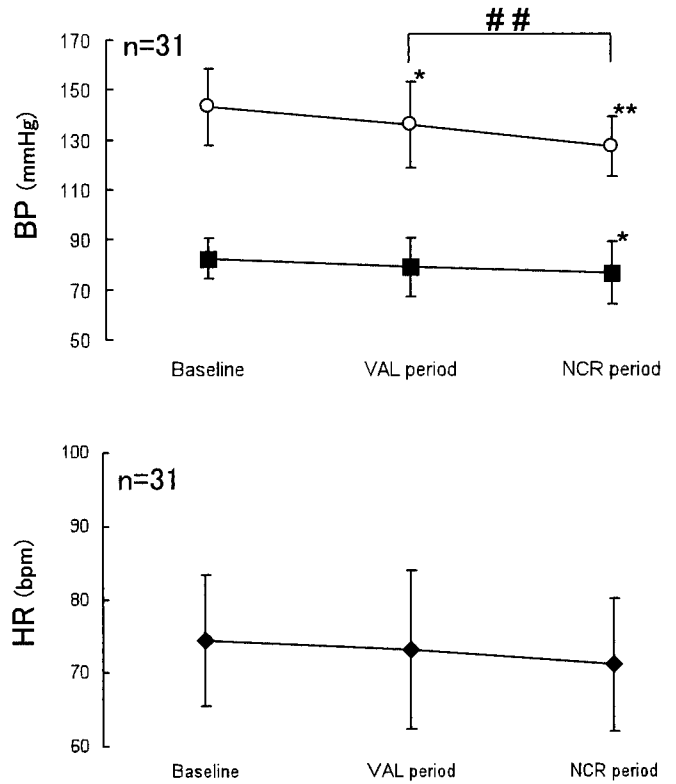 ##
170
n=31
150
*
**
130
110
BP (mmHg)
90
*
70
50
Baseline VAL period NCR period
100
n=31
90
80
HR (bpm)
70
60
Baseline VAL period NCR period